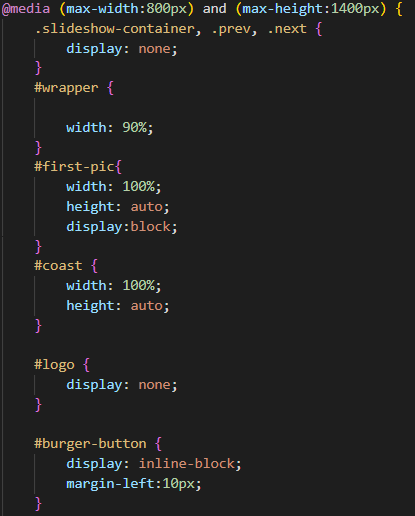 @media (max-width:800px) and (max-height:1400px) {
.slideshow-container, .prev, .next {
display: none;
}
#wrapper {
width: 90%;
}
#first-pic{
width: 100%;
height: auto;
display:block;
}
#coast {
width: 100%;
height: auto;
}
#logo {
display: none;
}
#burger-button {
display: inline-block;
margin-left:10px;
}